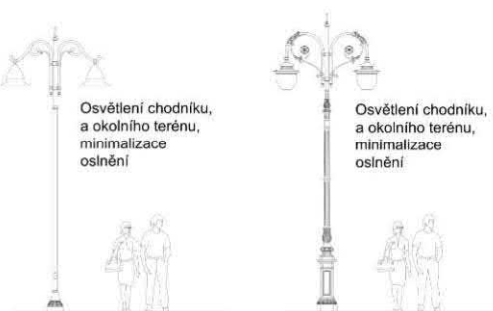 Osvětlení chodníku,
a okolního terénu,
minimalizace
oslnění
Osvětlení chodníku,
a okolního terénu,
minimalizace
oslnění